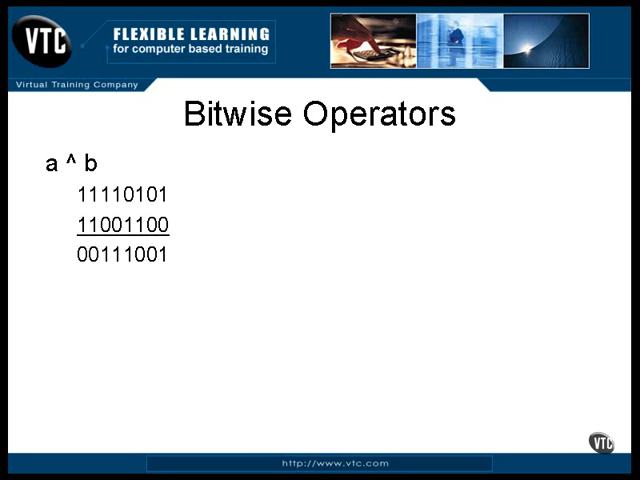 VTC
FLEXIBLE LEARNING
for computer based training
Virtual Training Company
Bitwise Operators
a ^ b
11110101
11001100
00111001
VTC
http://www.vtc.com